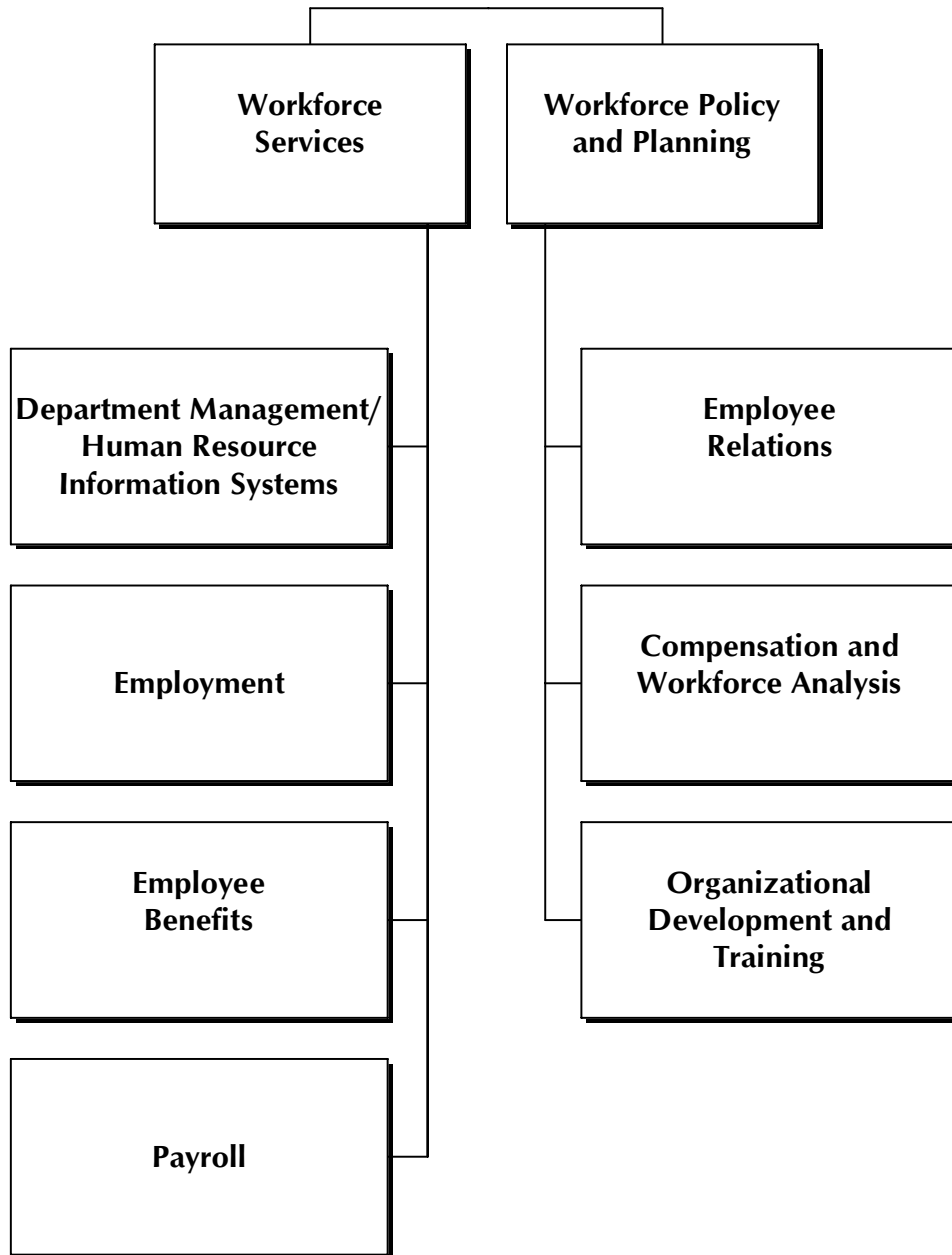 Workforce
Services
Workforce Policy
and Planning
Department Management/
Human Resource
Information Systems
Employment
Employee
Benefits
Payroll
Employee
Relations
Compensation and
Workforce Analysis
Organizational
Development and
Training